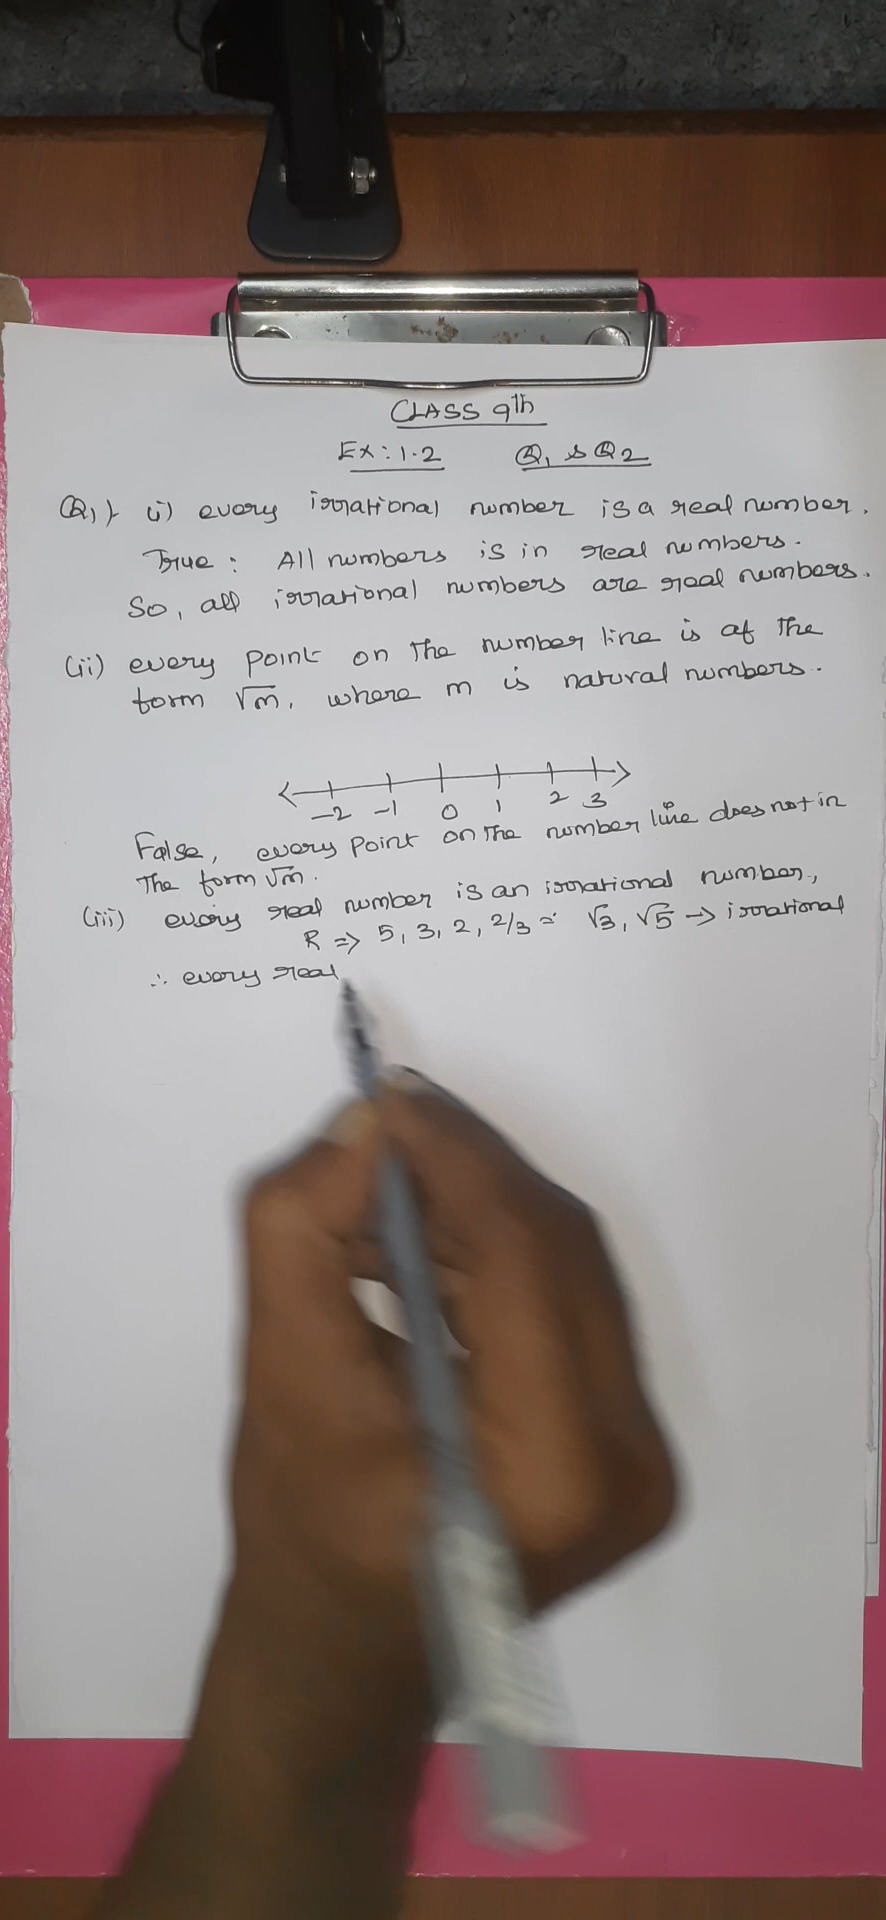 CLASS 9th
Ex: 1.2 Q1 & Q2
Q1) (i) every irrational number is a real number.
True : All numbers is in real numbers.
So, all irrational numbers are real numbers.
(ii) every point on the number line is of the
form √m, where m is natural numbers.
-2 -1 0 1 2 3
False, every point on the number line does not in
the form √m.
(iii) every real number is an irrational number,
R => 5, 3, 2, 2/3 = √3, √5 → irrational
∴ every real